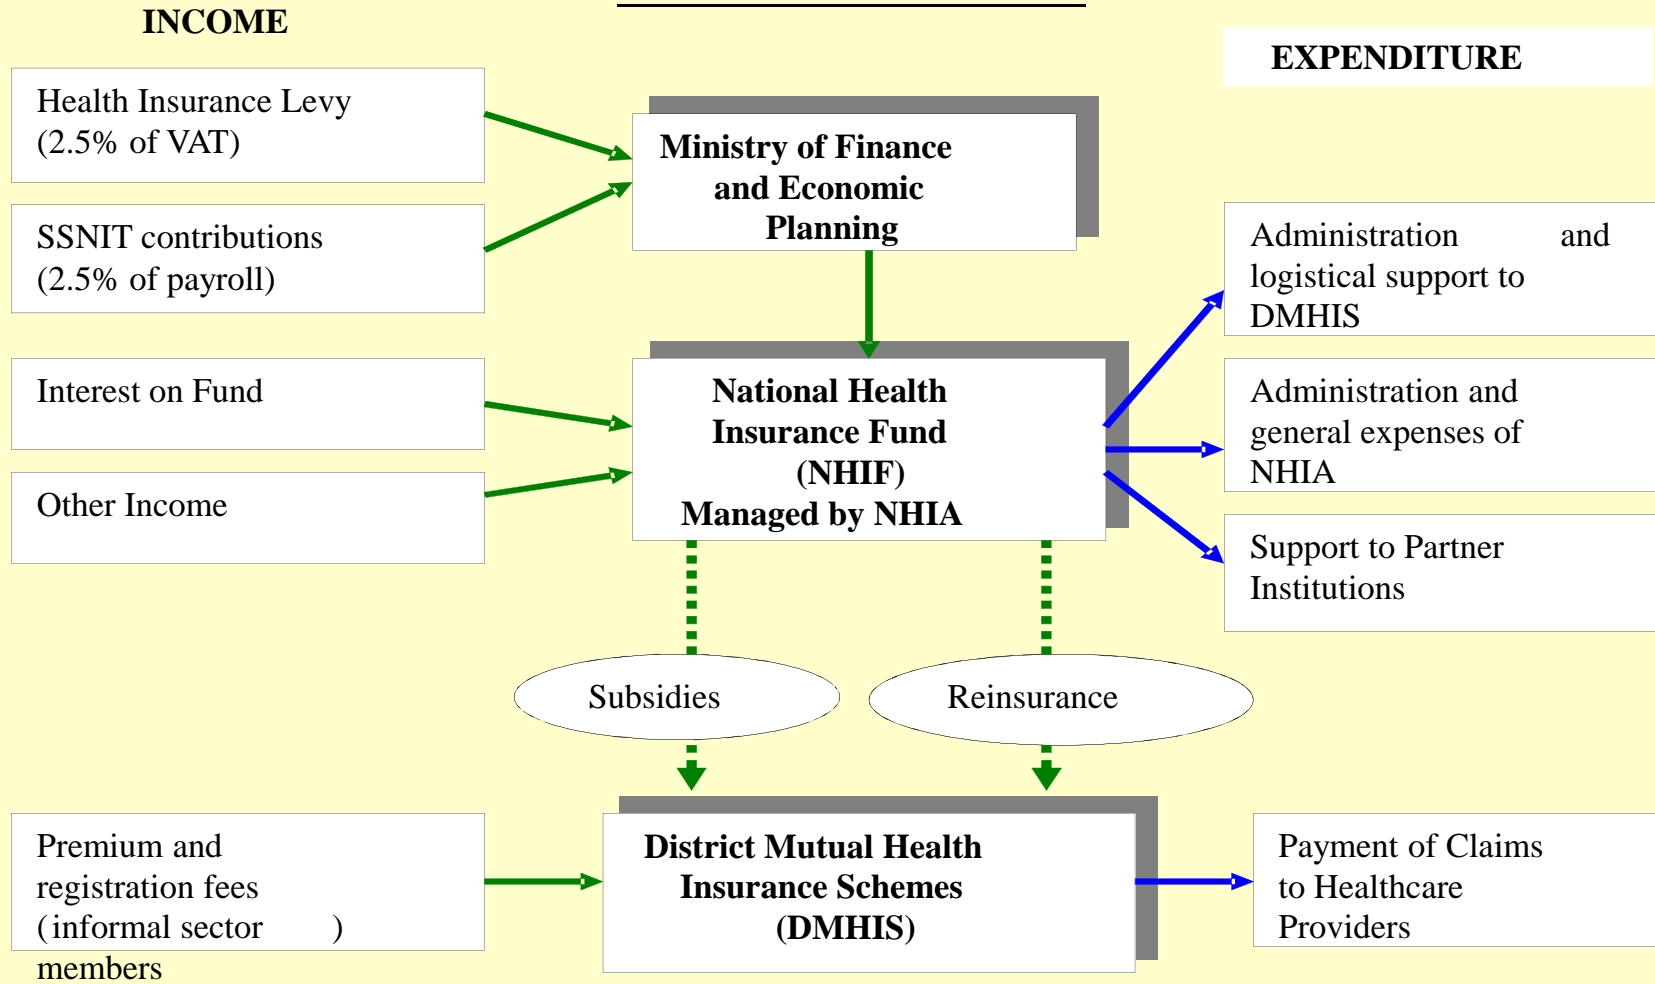 INCOME
EXPENDITURE
Health Insurance Levy
(2.5% of VAT)
SSNIT contributions
(2.5% of payroll)
Ministry of Finance
and Economic
Planning
Administration and
logistical support to
DMHIS
Interest on Fund
Other Income
National Health
Insurance Fund
(NHIF)
Managed by NHIA
Administration and
general expenses of
NHIA
Support to Partner
Institutions
Subsidies
Reinsurance
Premium and
registration fees
(informal sector )
members
District Mutual Health
Insurance Schemes
(DMHIS)
Payment of Claims
to Healthcare
Providers